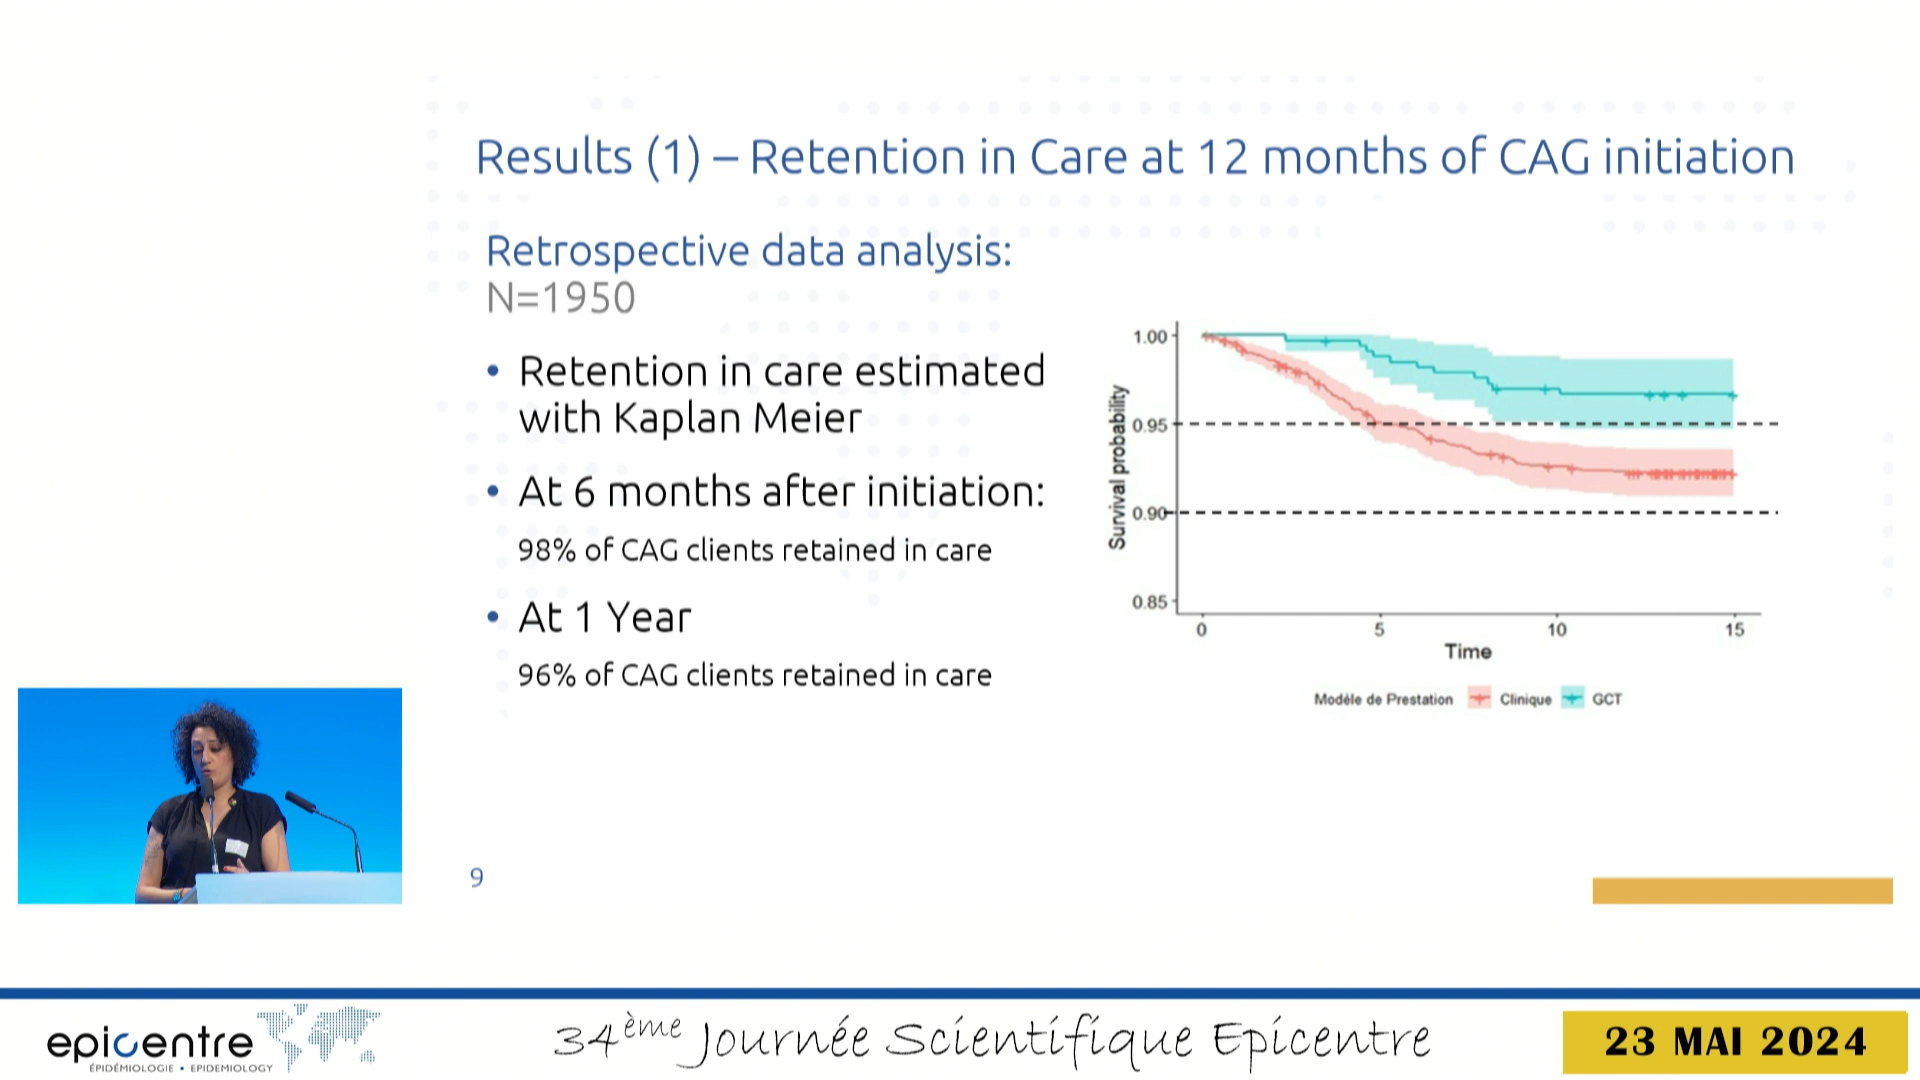 Results (1) – Retention in Care at 12 months of CAG initiation
Retrospective data analysis:
N=1950
• Retention in care estimated
with Kaplan Meier
• At 6 months after initiation:
98% of CAG clients retained in care
• At 1 Year
96% of CAG clients retained in care
Survival probability
1.00
0.95
0.90
0.85
0
5
10
15
Time
Modèle de Prestation Clinique GCT
9
epicentre
ÉPIDÉMIOLOGIE • EPIDEMIOLOGY
34ème Journée Scientifique Epicentre
23 MAI 2024